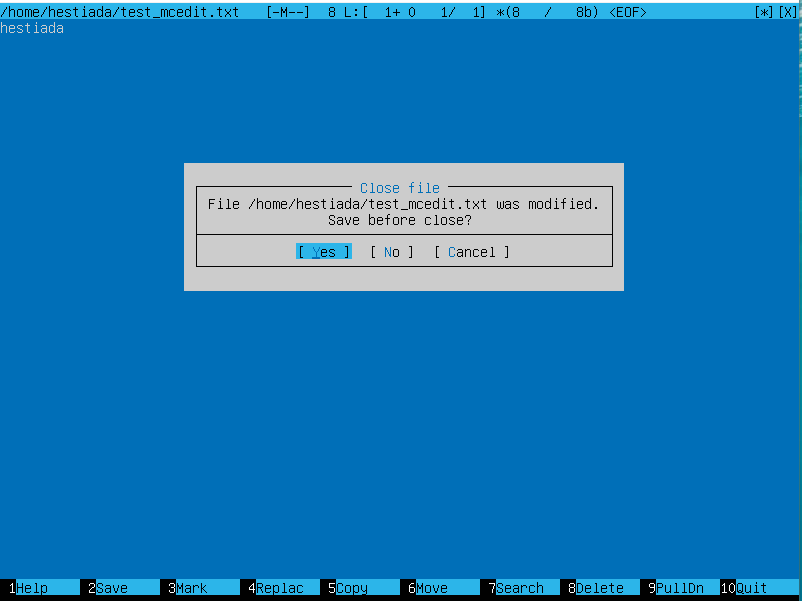 /home/hestiada/test_mcedit.txt [-M--] 8 L:[ 1+ 0 1/ 1] *(8 / 8b) <EOF> [*][X]
hestiada
Close file
File /home/hestiada/test_mcedit.txt was modified.
Save before close?
[ Yes ] [ No ] [ Cancel ]
1Help 2Save 3Mark 4Replac 5Copy 6Move 7Search 8Delete 9PullDn 10Quit